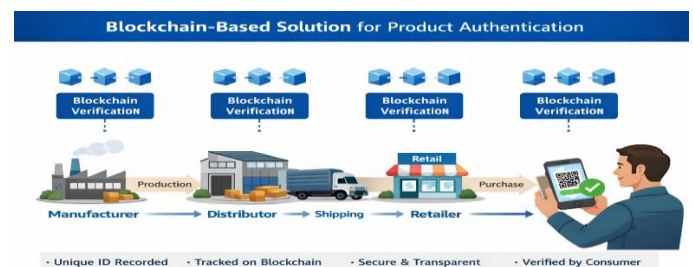 Blockchain-Based Solution for Product Authentication
Blockchain Verification
Blockchain Verification
Blockchain Verification
Blockchain Verification
Retail
Production
Purchase
Manufacturer
Distributor
Shipping
Retailer
· Unique ID Recorded
· Tracked on Blockchain
· Secure & Transparent
· Verified by Consumer